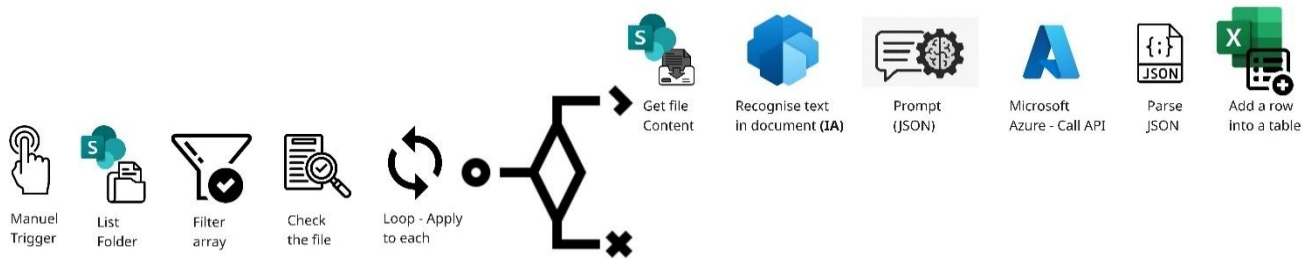 S
{;}
JSON
X
Get file
Content
Recognise text
in document (IA)
Prompt
(JSON)
Microsoft
Azure - Call API
Parse
JSON
Add a row
into a table
S
Manuel
Trigger
List
Folder
Filter
array
Check
the file
Loop - Apply
to each